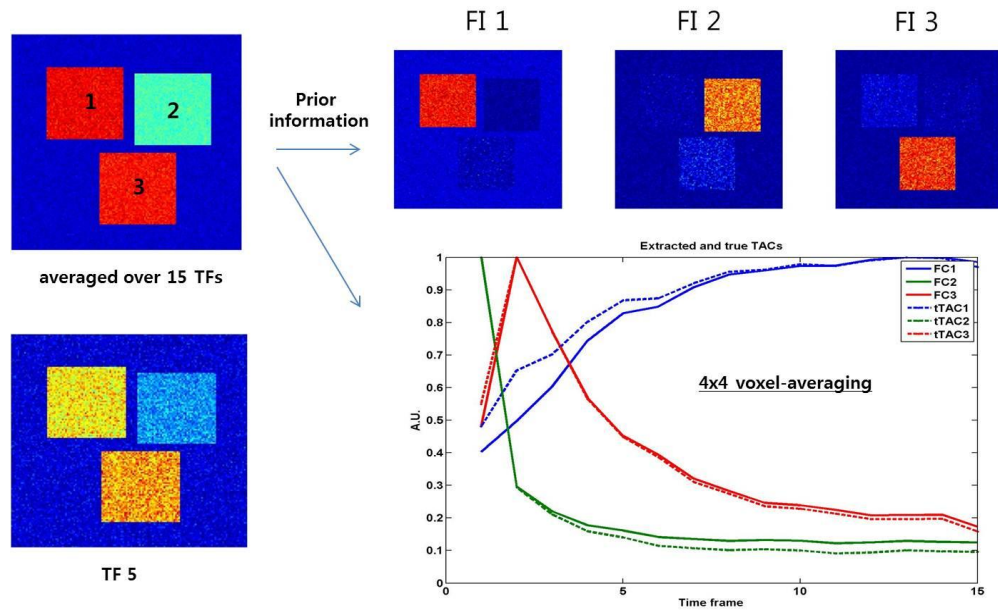 FI 1
FI 2
FI 3
1
2
3
Prior
information
averaged over 15 TFs
TF 5
Extracted and true TACs
1
0.9
0.8
0.7
0.6
0.5
0.4
0.3
0.2
0.1
0
A.U.
FC1
FC2
FC3
tTAC1
tTAC2
tTAC3
4x4 voxel-averaging
0
5
10
15
Time frame